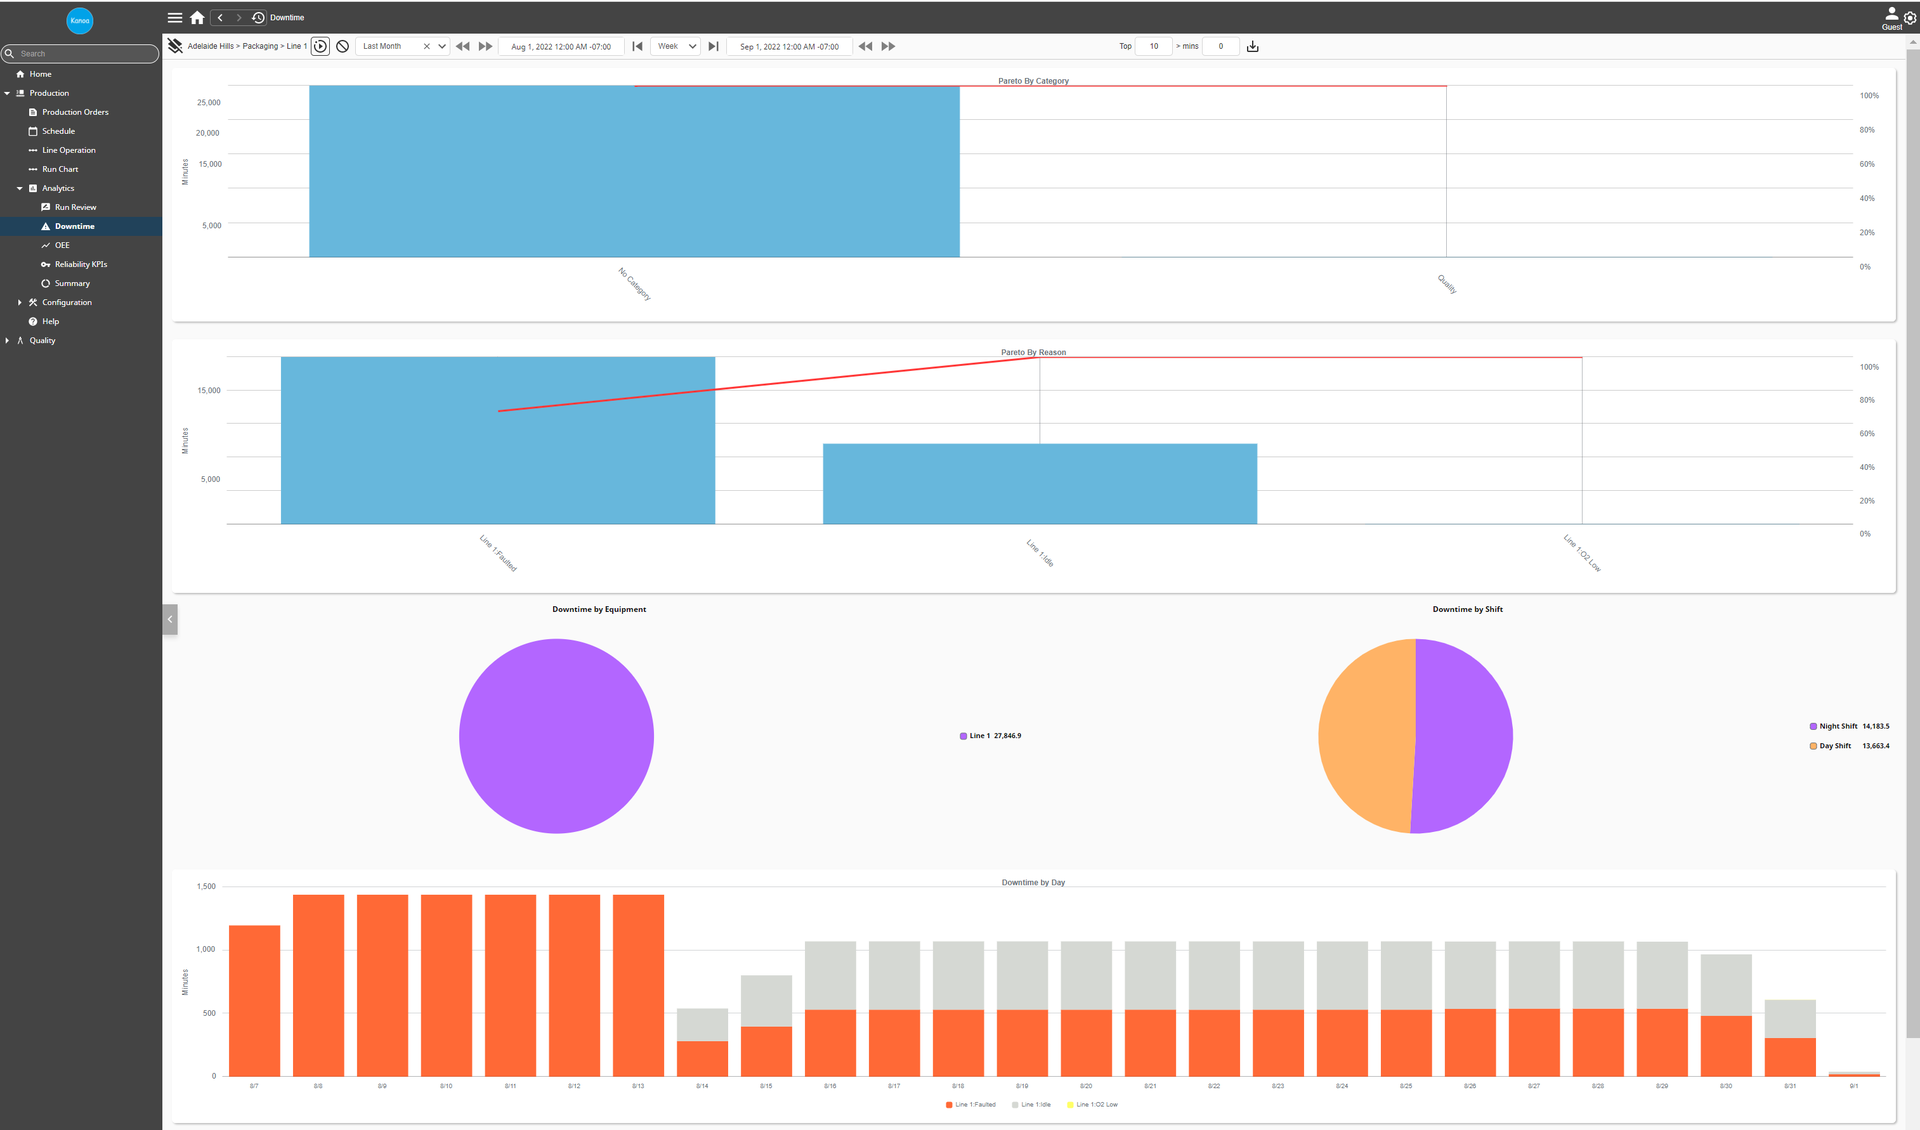 Kanoa
Downtime
Guest
Search
Adelaide Hills > Packaging > Line 1
Last Month
Aug 1, 2022 12:00 AM -07:00
Week
Sep 1, 2022 12:00 AM -07:00
Top 10 > mins 0
Home
Production
Production Orders
Schedule
Line Operation
Run Chart
Analytics
Run Review
Downtime
OEE
Reliability KPIs
Summary
Configuration
Help
Quality
Pareto By Category
Minutes
25,000
20,000
15,000
5,000
100%
80%
60%
40%
20%
0%
No Category
Quality
Pareto By Reason
Minutes
15,000
5,000
100%
80%
60%
40%
20%
0%
Line 1:Faulted
Line 1:Idle
Line 1:O2 Low
Downtime by Equipment
Line 1 27,846.9
Downtime by Shift
Night Shift 14,183.5
Day Shift 13,663.4
Downtime by Day
Minutes
1,500
1,000
500
0
8/7 8/8 8/9 8/10 8/11 8/12 8/13 8/14 8/15 8/16 8/17 8/18 8/19 8/20 8/21 8/22 8/23 8/24 8/25 8/26 8/27 8/28 8/29 8/30 8/31 9/1
Line 1:Faulted Line 1:Idle Line 1:O2 Low